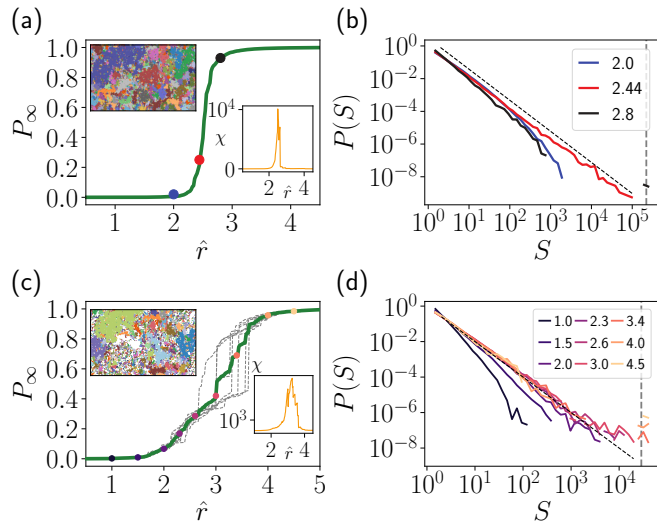 (a)
1.0
0.8
0.6
0.4
0.2
0.0
P∞
10⁴
χ
0
2 r̂ 4
1 2 3 4
r̂
(b)
10⁰
10⁻²
10⁻⁴
10⁻⁶
10⁻⁸
P(S)
2.0
2.44
2.8
10⁰ 10¹ 10² 10³ 10⁴ 10⁵
S
(c)
1.0
0.8
0.6
0.4
0.2
0.0
P∞
χ
10³
2 r̂ 4
1 2 3 4 5
r̂
(d)
10⁰
10⁻²
10⁻⁴
10⁻⁶
10⁻⁸
P(S)
1.0 2.3 3.4
1.5 2.6 4.0
2.0 3.0 4.5
10⁰ 10¹ 10² 10³ 10⁴
S